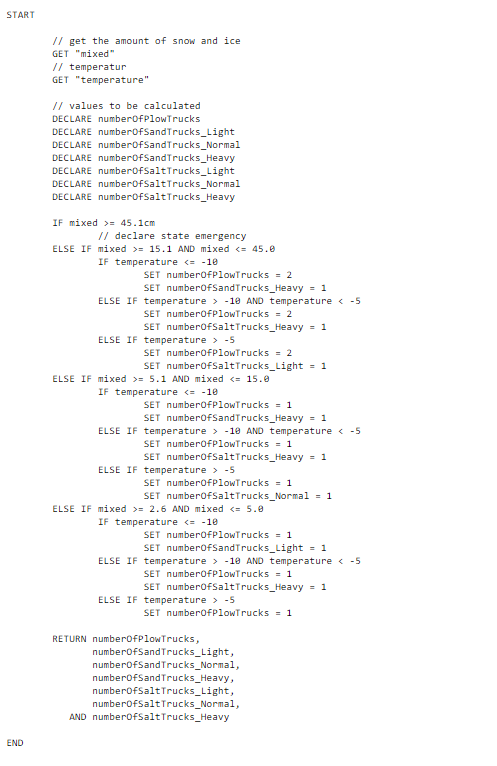 START
// get the amount of snow and ice
GET "mixed"
// temperatur
GET "temperature"
// values to be calculated
DECLARE numberOfPlowTrucks
DECLARE numberOfSandTrucks_Light
DECLARE numberOfSandTrucks_Normal
DECLARE numberOfSandTrucks_Heavy
DECLARE numberOfSaltTrucks_Light
DECLARE numberOfSaltTrucks_Normal
DECLARE numberOfSaltTrucks_Heavy
IF mixed >= 45.1cm
// declare state emergency
ELSE IF mixed >= 15.1 AND mixed <= 45.0
IF temperature <= -10
SET numberOfPlowTrucks = 2
SET numberOfSandTrucks_Heavy = 1
ELSE IF temperature > -10 AND temperature < -5
SET numberOfPlowTrucks = 2
SET numberOfSaltTrucks_Heavy = 1
ELSE IF temperature > -5
SET numberOfPlowTrucks = 2
SET numberOfSaltTrucks_Light = 1
ELSE IF mixed >= 5.1 AND mixed <= 15.0
IF temperature <= -10
SET numberOfPlowTrucks = 1
SET numberOfSandTrucks_Heavy = 1
ELSE IF temperature > -10 AND temperature < -5
SET numberOfPlowTrucks = 1
SET numberOfSaltTrucks_Heavy = 1
ELSE IF temperature > -5
SET numberOfPlowTrucks = 1
SET numberOfSaltTrucks_Normal = 1
ELSE IF mixed >= 2.6 AND mixed <= 5.0
IF temperature <= -10
SET numberOfPlowTrucks = 1
SET numberOfSandTrucks_Light = 1
ELSE IF temperature > -10 AND temperature < -5
SET numberOfPlowTrucks = 1
SET numberOfSaltTrucks_Heavy = 1
ELSE IF temperature > -5
SET numberOfPlowTrucks = 1
RETURN numberOfPlowTrucks,
numberOfSandTrucks_Light,
numberOfSandTrucks_Normal,
numberOfSandTrucks_Heavy,
numberOfSaltTrucks_Light,
numberOfSaltTrucks_Normal,
AND numberOfSaltTrucks_Heavy
END